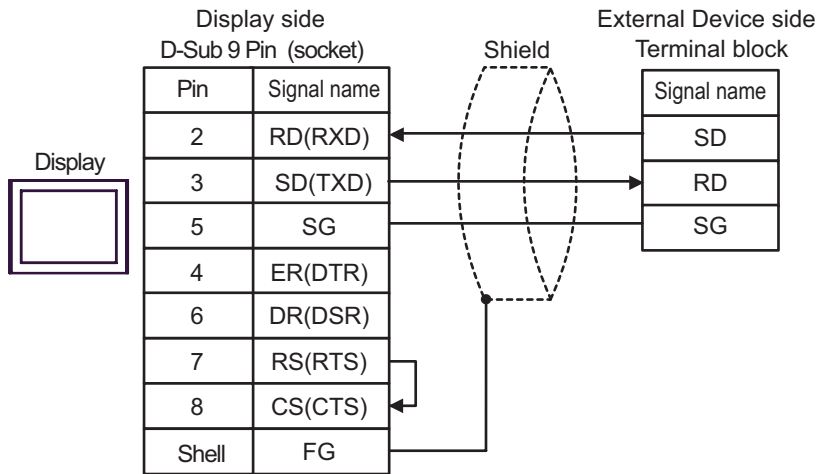 Display side
D-Sub 9 Pin (socket)
Shield
External Device side
Terminal block
Display
Pin Signal name
2 RD(RXD)
3 SD(TXD)
5 SG
4 ER(DTR)
6 DR(DSR)
7 RS(RTS)
8 CS(CTS)
Shell FG
Signal name
SD
RD
SG